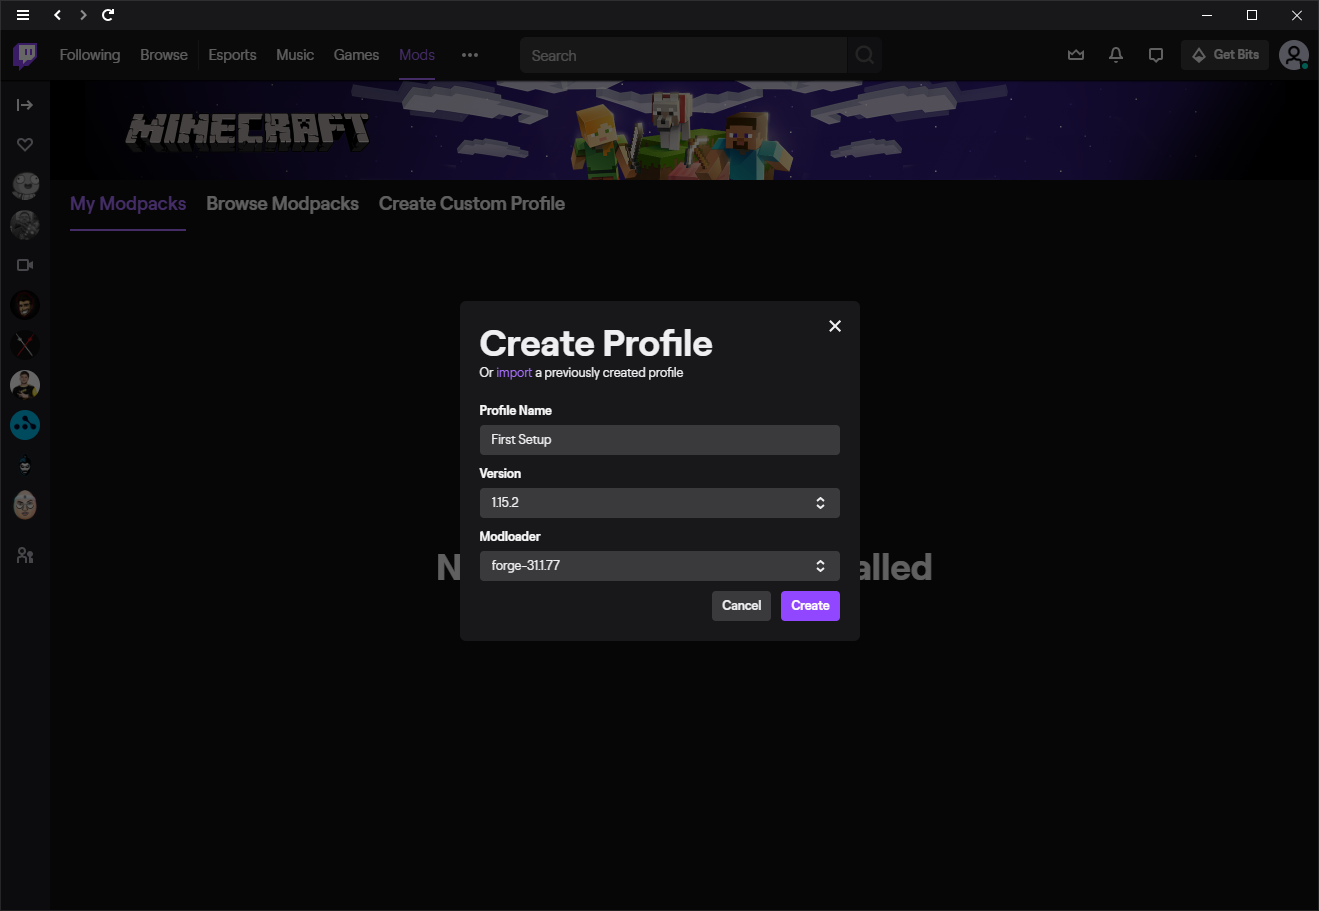 Following Browse Esports Music Games Mods ••• Search Get Bits
MINECRAFT
My Modpacks Browse Modpacks Create Custom Profile
Create Profile
Or import a previously created profile
Profile Name
First Setup
Version
1.15.2
Modloader
N
alled
forge-31.1.77
Cancel Create